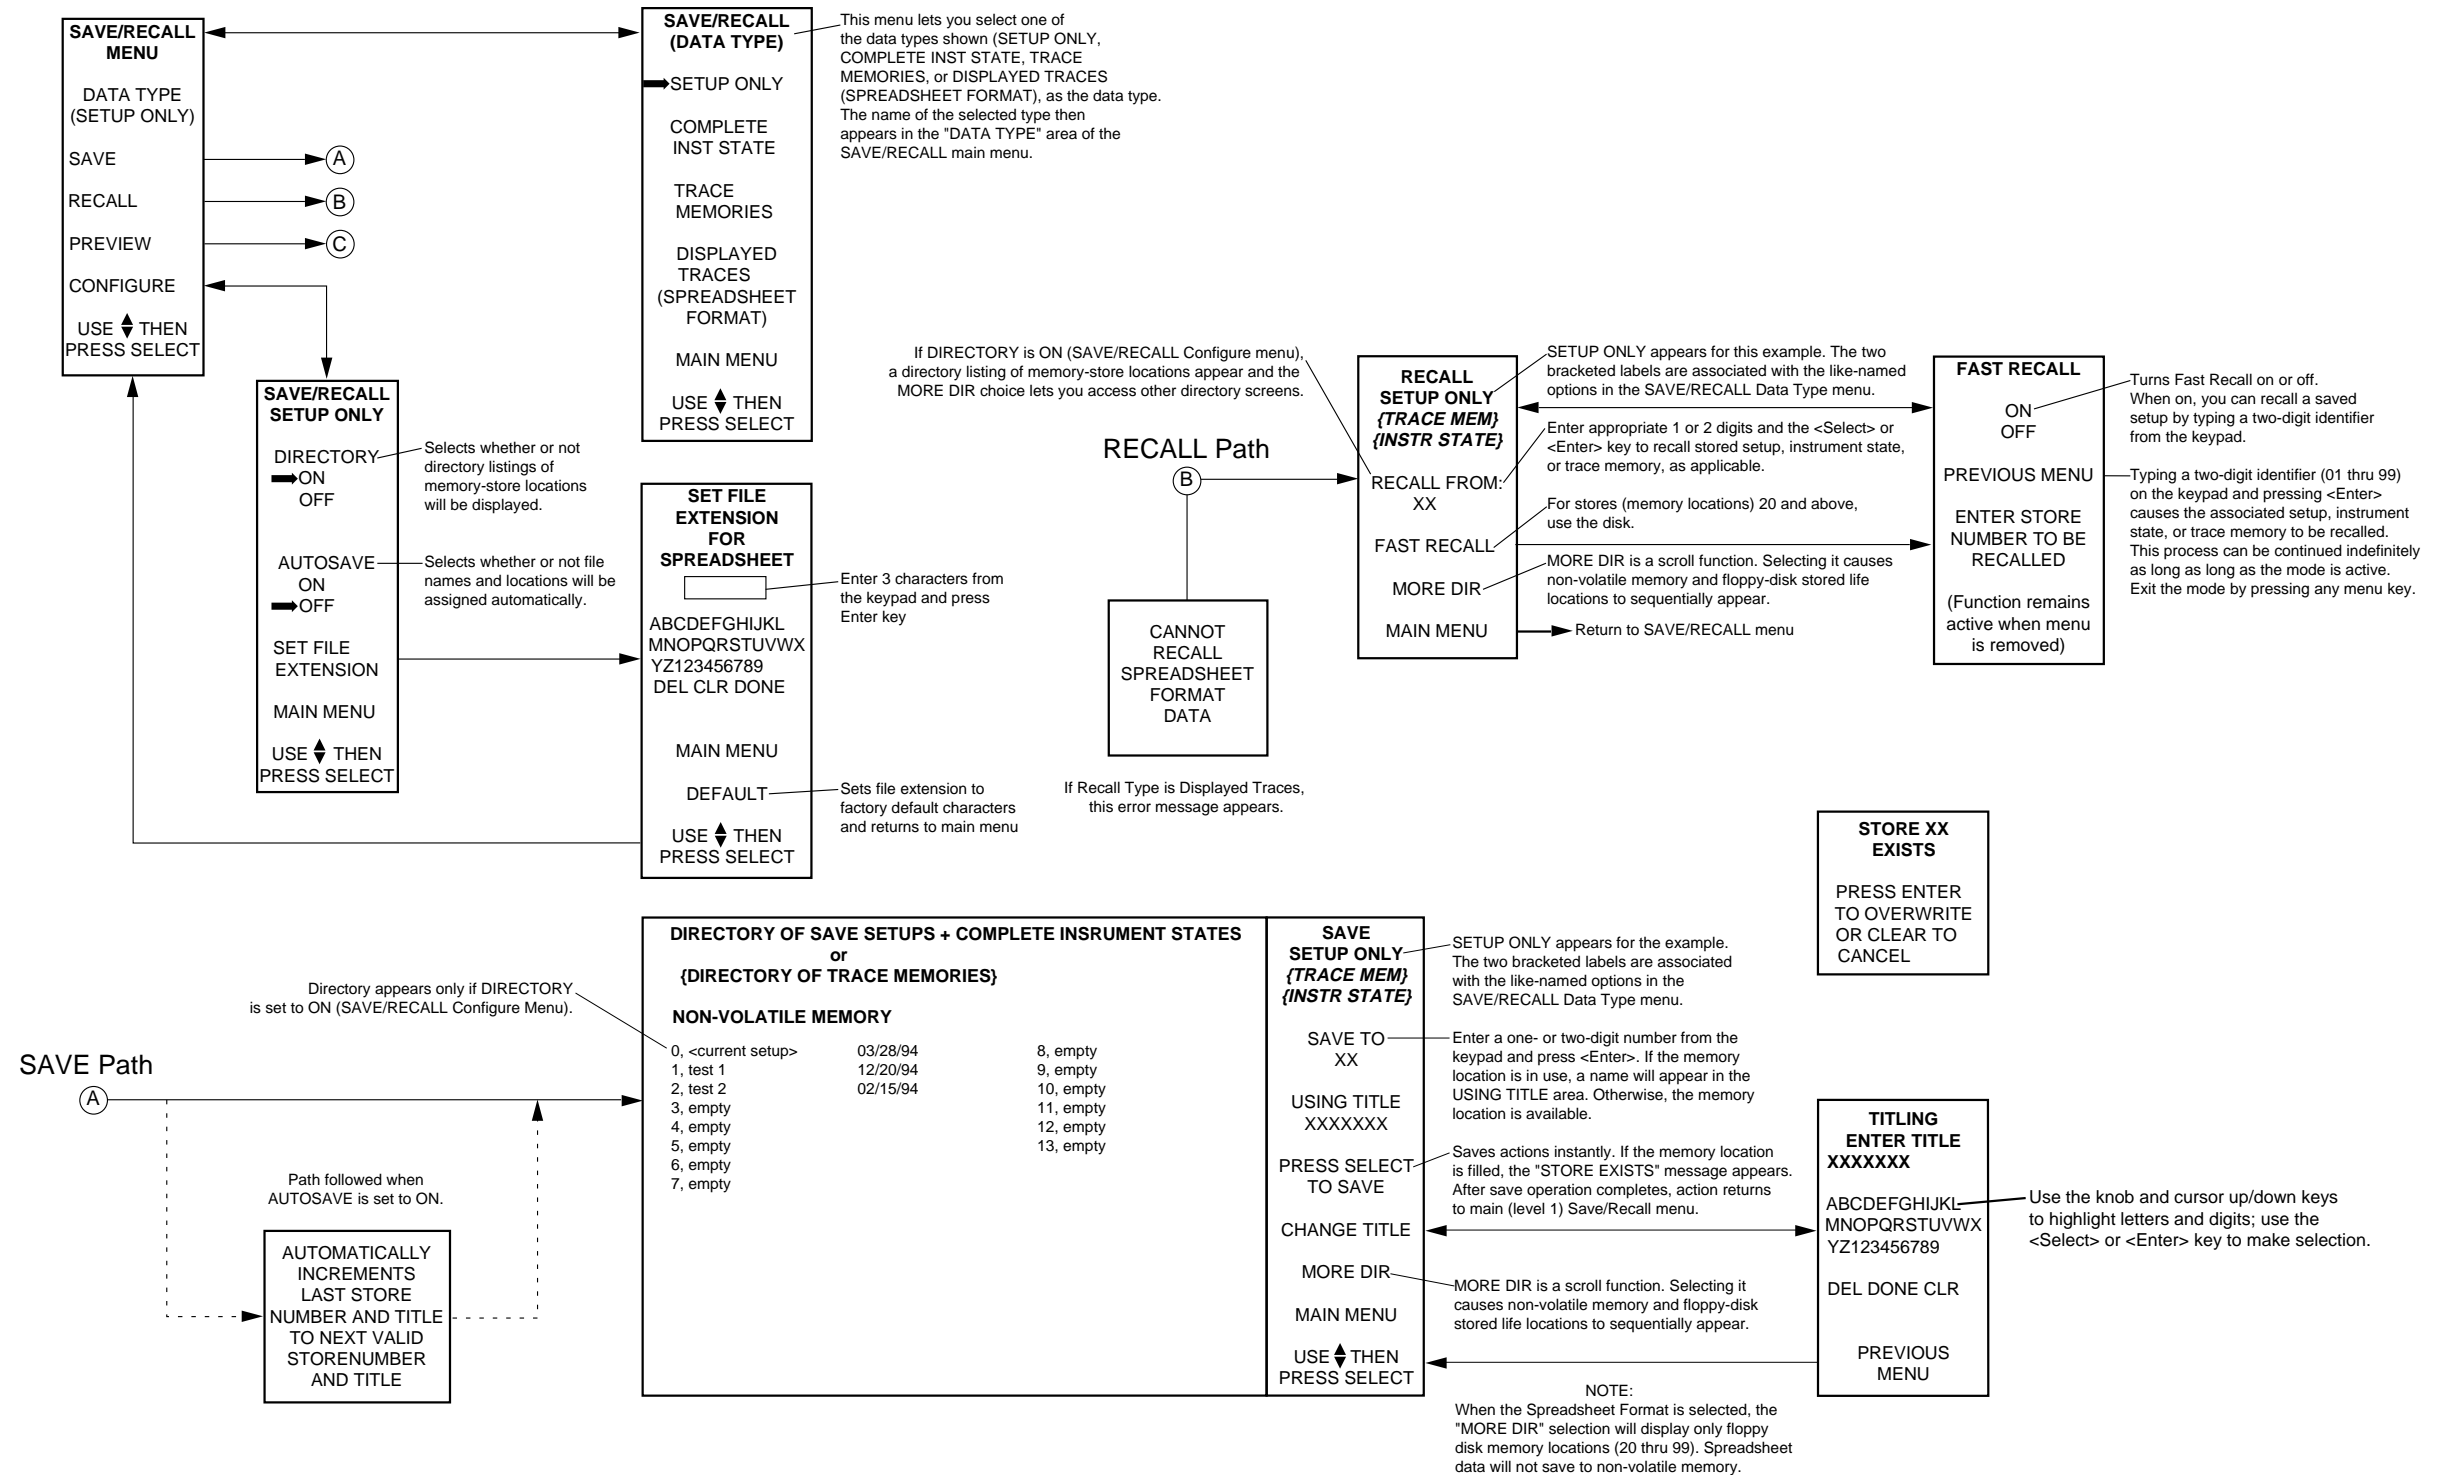 SAVE/RECALL
MENU
DATA TYPE
(SETUP ONLY)
SAVE
RECALL
PREVIEW
CONFIGURE
USE THEN
PRESS SELECT
A
B
C
SAVE/RECALL
(DATA TYPE)
SETUP ONLY
COMPLETE
INST STATE
TRACE
MEMORIES
DISPLAYED
TRACES
(SPREADSHEET
FORMAT)
MAIN MENU
USE THEN
PRESS SELECT
This menu lets you select one of
the data types shown (SETUP ONLY,
COMPLETE INST STATE, TRACE
MEMORIES, or DISPLAYED TRACES
(SPREADSHEET FORMAT), as the data type.
The name of the selected type then
appears in the "DATA TYPE" area of the
SAVE/RECALL main menu.
SAVE/RECALL
SETUP ONLY
DIRECTORY
ON
OFF
AUTOSAVE
ON
OFF
SET FILE
EXTENSION
MAIN MENU
USE THEN
PRESS SELECT
Selects whether or not
directory listings of
memory-store locations
will be displayed.
Selects whether or not file
names and locations will be
assigned automatically.
SET FILE
EXTENSION
FOR
SPREADSHEET
ABCDEFGHIJKL
MNOPQRSTUVWX
YZ123456789
DEL CLR DONE
MAIN MENU
DEFAULT
USE THEN
PRESS SELECT
Enter 3 characters from
the keypad and press
Enter key
Sets file extension to
factory default characters
and returns to main menu
If DIRECTORY is ON (SAVE/RECALL Configure menu),
a directory listing of memory-store locations appear and the
MORE DIR choice lets you access other directory screens.
RECALL Path
B
CANNOT
RECALL
SPREADSHEET
FORMAT
DATA
If Recall Type is Displayed Traces,
this error message appears.
RECALL
SETUP ONLY
{TRACE MEM}
{INSTR STATE}
RECALL FROM:
XX
FAST RECALL
MORE DIR
MAIN MENU
SETUP ONLY appears for this example. The two
bracketed labels are associated with the like-named
options in the SAVE/RECALL Data Type menu.
Enter appropriate 1 or 2 digits and the <Select> or
<Enter> key to recall stored setup, instrument state,
or trace memory, as applicable.
For stores (memory locations) 20 and above,
use the disk.
MORE DIR is a scroll function. Selecting it causes
non-volatile memory and floppy-disk stored life
locations to sequentially appear.
Return to SAVE/RECALL menu
FAST RECALL
ON
OFF
PREVIOUS MENU
ENTER STORE
NUMBER TO BE
RECALLED
(Function remains
active when menu
is removed)
Turns Fast Recall on or off.
When on, you can recall a saved
setup by typing a two-digit identifier
from the keypad.
Typing a two-digit identifier (01 thru 99)
on the keypad and pressing <Enter>
causes the associated setup, instrument
state, or trace memory to be recalled.
This process can be continued indefinitely
as long as long as the mode is active.
Exit the mode by pressing any menu key.
STORE XX
EXISTS
PRESS ENTER
TO OVERWRITE
OR CLEAR TO
CANCEL
SAVE Path
A
Directory appears only if DIRECTORY
is set to ON (SAVE/RECALL Configure Menu).
Path followed when
AUTOSAVE is set to ON.
AUTOMATICALLY
INCREMENTS
LAST STORE
NUMBER AND TITLE
TO NEXT VALID
STORENUMBER
AND TITLE
DIRECTORY OF SAVE SETUPS + COMPLETE INSRUMENT STATES
or
{DIRECTORY OF TRACE MEMORIES}
NON-VOLATILE MEMORY
0, <current setup> 03/28/94 8, empty
1, test 1 12/20/94 9, empty
2, test 2 02/15/94 10, empty
3, empty 11, empty
4, empty 12, empty
5, empty 13, empty
6, empty
7, empty
SAVE
SETUP ONLY
{TRACE MEM}
{INSTR STATE}
SAVE TO
XX
USING TITLE
XXXXXXX
PRESS SELECT
TO SAVE
CHANGE TITLE
MORE DIR
MAIN MENU
USE THEN
PRESS SELECT
SETUP ONLY appears for the example.
The two bracketed labels are associated
with the like-named options in the
SAVE/RECALL Data Type menu.
Enter a one- or two-digit number from the
keypad and press <Enter>. If the memory
location is in use, a name will appear in the
USING TITLE area. Otherwise, the memory
location is available.
Saves actions instantly. If the memory location
is filled, the "STORE EXISTS" message appears.
After save operation completes, action returns
to main (level 1) Save/Recall menu.
MORE DIR is a scroll function. Selecting it
causes non-volatile memory and floppy-disk
stored life locations to sequentially appear.
NOTE:
When the Spreadsheet Format is selected, the
"MORE DIR" selection will display only floppy
disk memory locations (20 thru 99). Spreadsheet
data will not save to non-volatile memory.
TITLING
ENTER TITLE
XXXXXXX
ABCDEFGHIJKL
MNOPQRSTUVWX
YZ123456789
DEL DONE CLR
PREVIOUS
MENU
Use the knob and cursor up/down keys
to highlight letters and digits; use the
<Select> or <Enter> key to make selection.